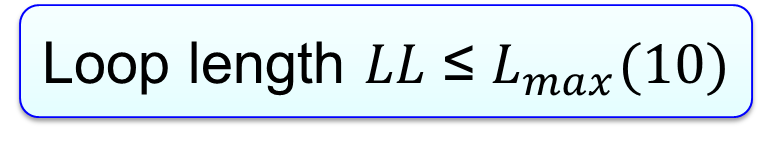 Loop length LL ≤ L_max(10)